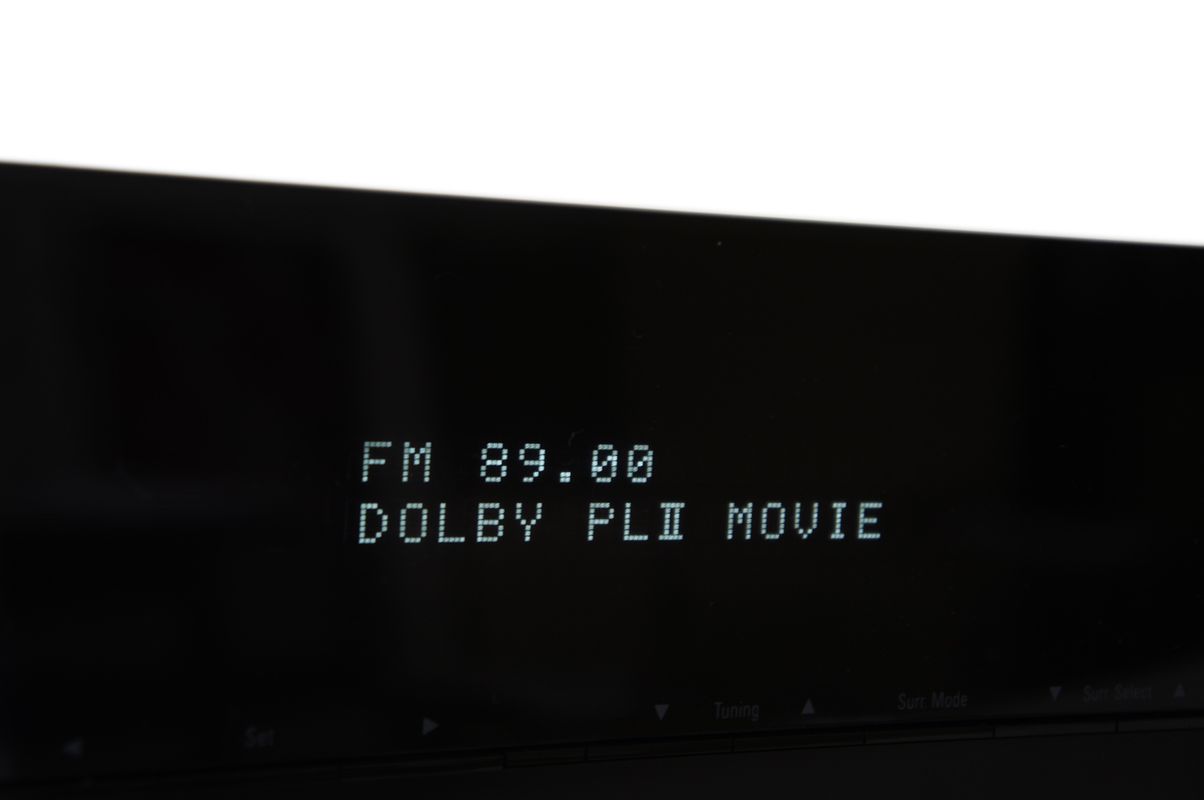 FM 89.00
DOLBY PLⅡ MOVIE
◀ Set ▶ ▼ Tuning ▲ Surr Mode ▼ Surr Select ▲